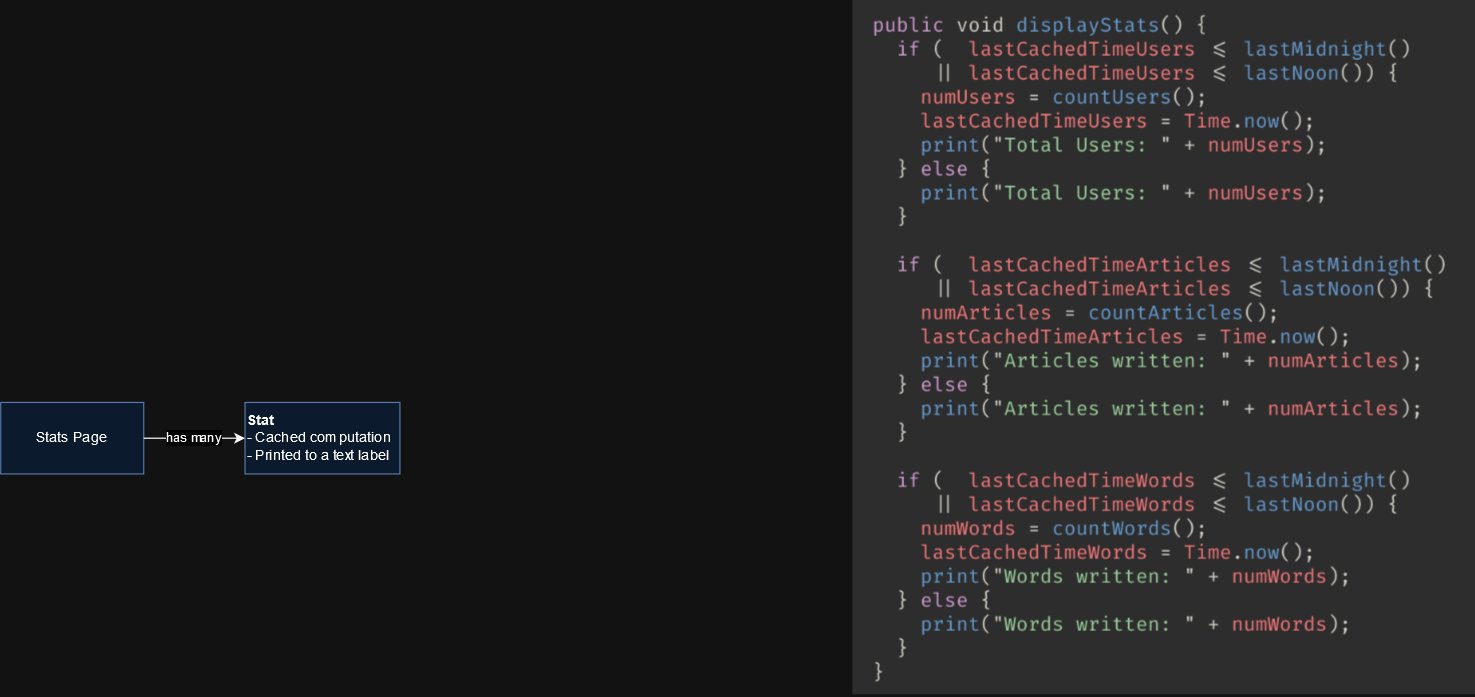 Stats Page
has many
Stat
- Cached computation
- Printed to a text label
public void displayStats() {
  if (  lastCachedTimeUsers ⩽ lastMidnight()
     || lastCachedTimeUsers ⩽ lastNoon()) {
    numUsers = countUsers();
    lastCachedTimeUsers = Time.now();
    print("Total Users: " + numUsers);
  } else {
    print("Total Users: " + numUsers);
  }

  if (  lastCachedTimeArticles ⩽ lastMidnight()
     || lastCachedTimeArticles ⩽ lastNoon()) {
    numArticles = countArticles();
    lastCachedTimeArticles = Time.now();
    print("Articles written: " + numArticles);
  } else {
    print("Articles written: " + numArticles);
  }

  if (  lastCachedTimeWords ⩽ lastMidnight()
     || lastCachedTimeWords ⩽ lastNoon()) {
    numWords = countWords();
    lastCachedTimeWords = Time.now();
    print("Words written: " + numWords);
  } else {
    print("Words written: " + numWords);
  }
}